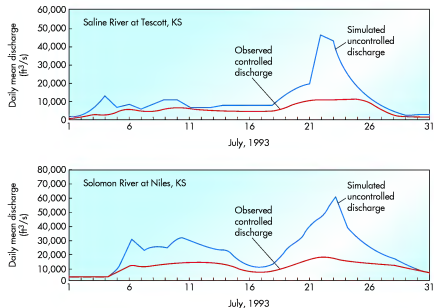 60,000
50,000
40,000
30,000
20,000
10,000
0
Daily mean discharge
(ft³/s)
Saline River at Tescott, KS
Observed
controlled
discharge
Simulated
uncontrolled
discharge
1 6 11 16 21 26 31
July, 1993
80,000
70,000
60,000
50,000
40,000
30,000
20,000
10,000
0
Daily mean discharge
(ft³/s)
Solomon River at Niles, KS
Observed
controlled
discharge
Simulated
uncontrolled
discharge
1 6 11 16 21 26 31
July, 1993